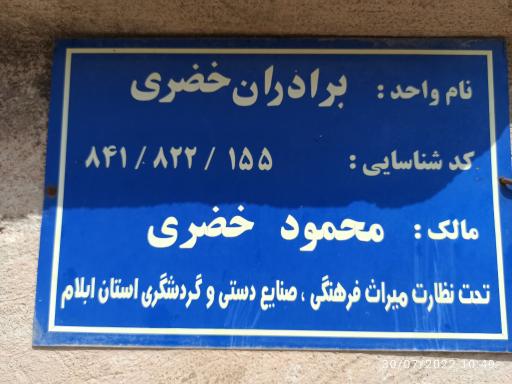 نام واحد : برادران خضری
کد شناسایی : ۱۵۵ / ۸۲۲ / ۸۴۱
مالک : محمود خضری
تحت نظارت میراث فرهنگی ، صنایع دستی و گردشگری استان ایلام
30/07/2022 10:49